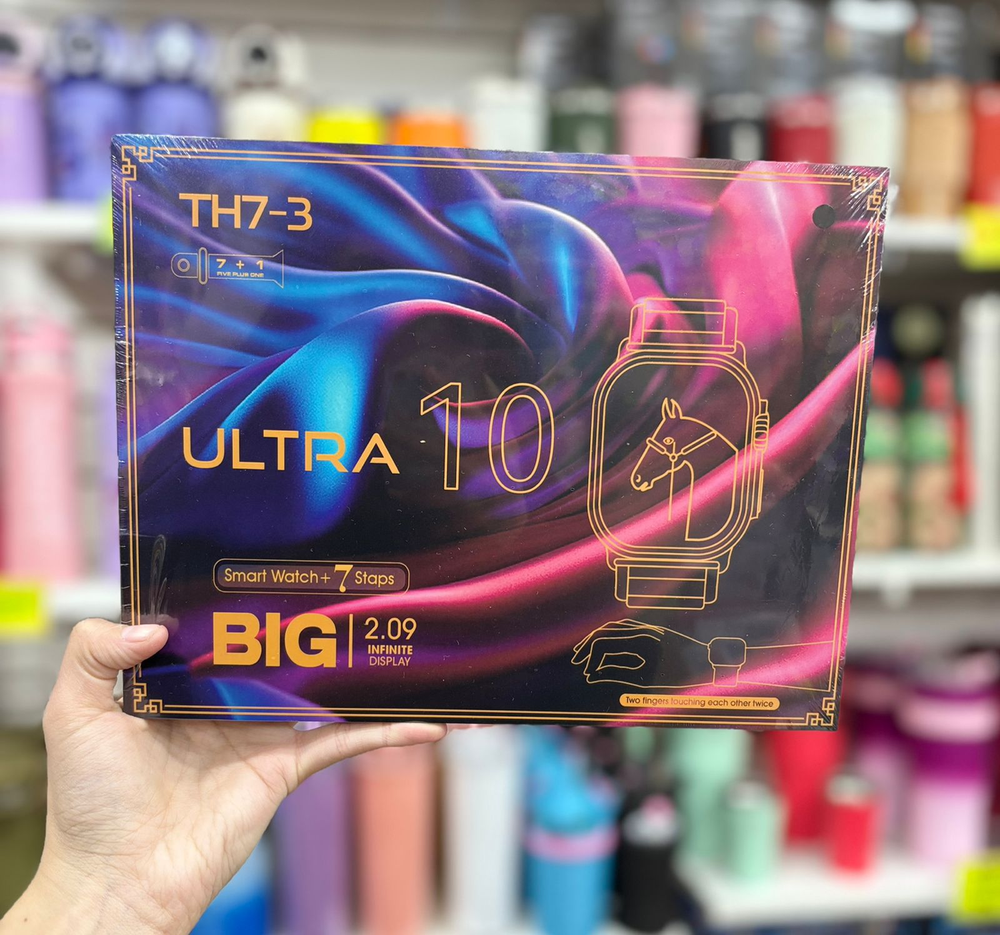 TH7-3
7 + 1
FIVE PLUR ONE
ULTRA 10
Smart Watch+ 7 Staps
BIG
2.09
INFINITE
DISPLAY
Two fingers touching each other twice